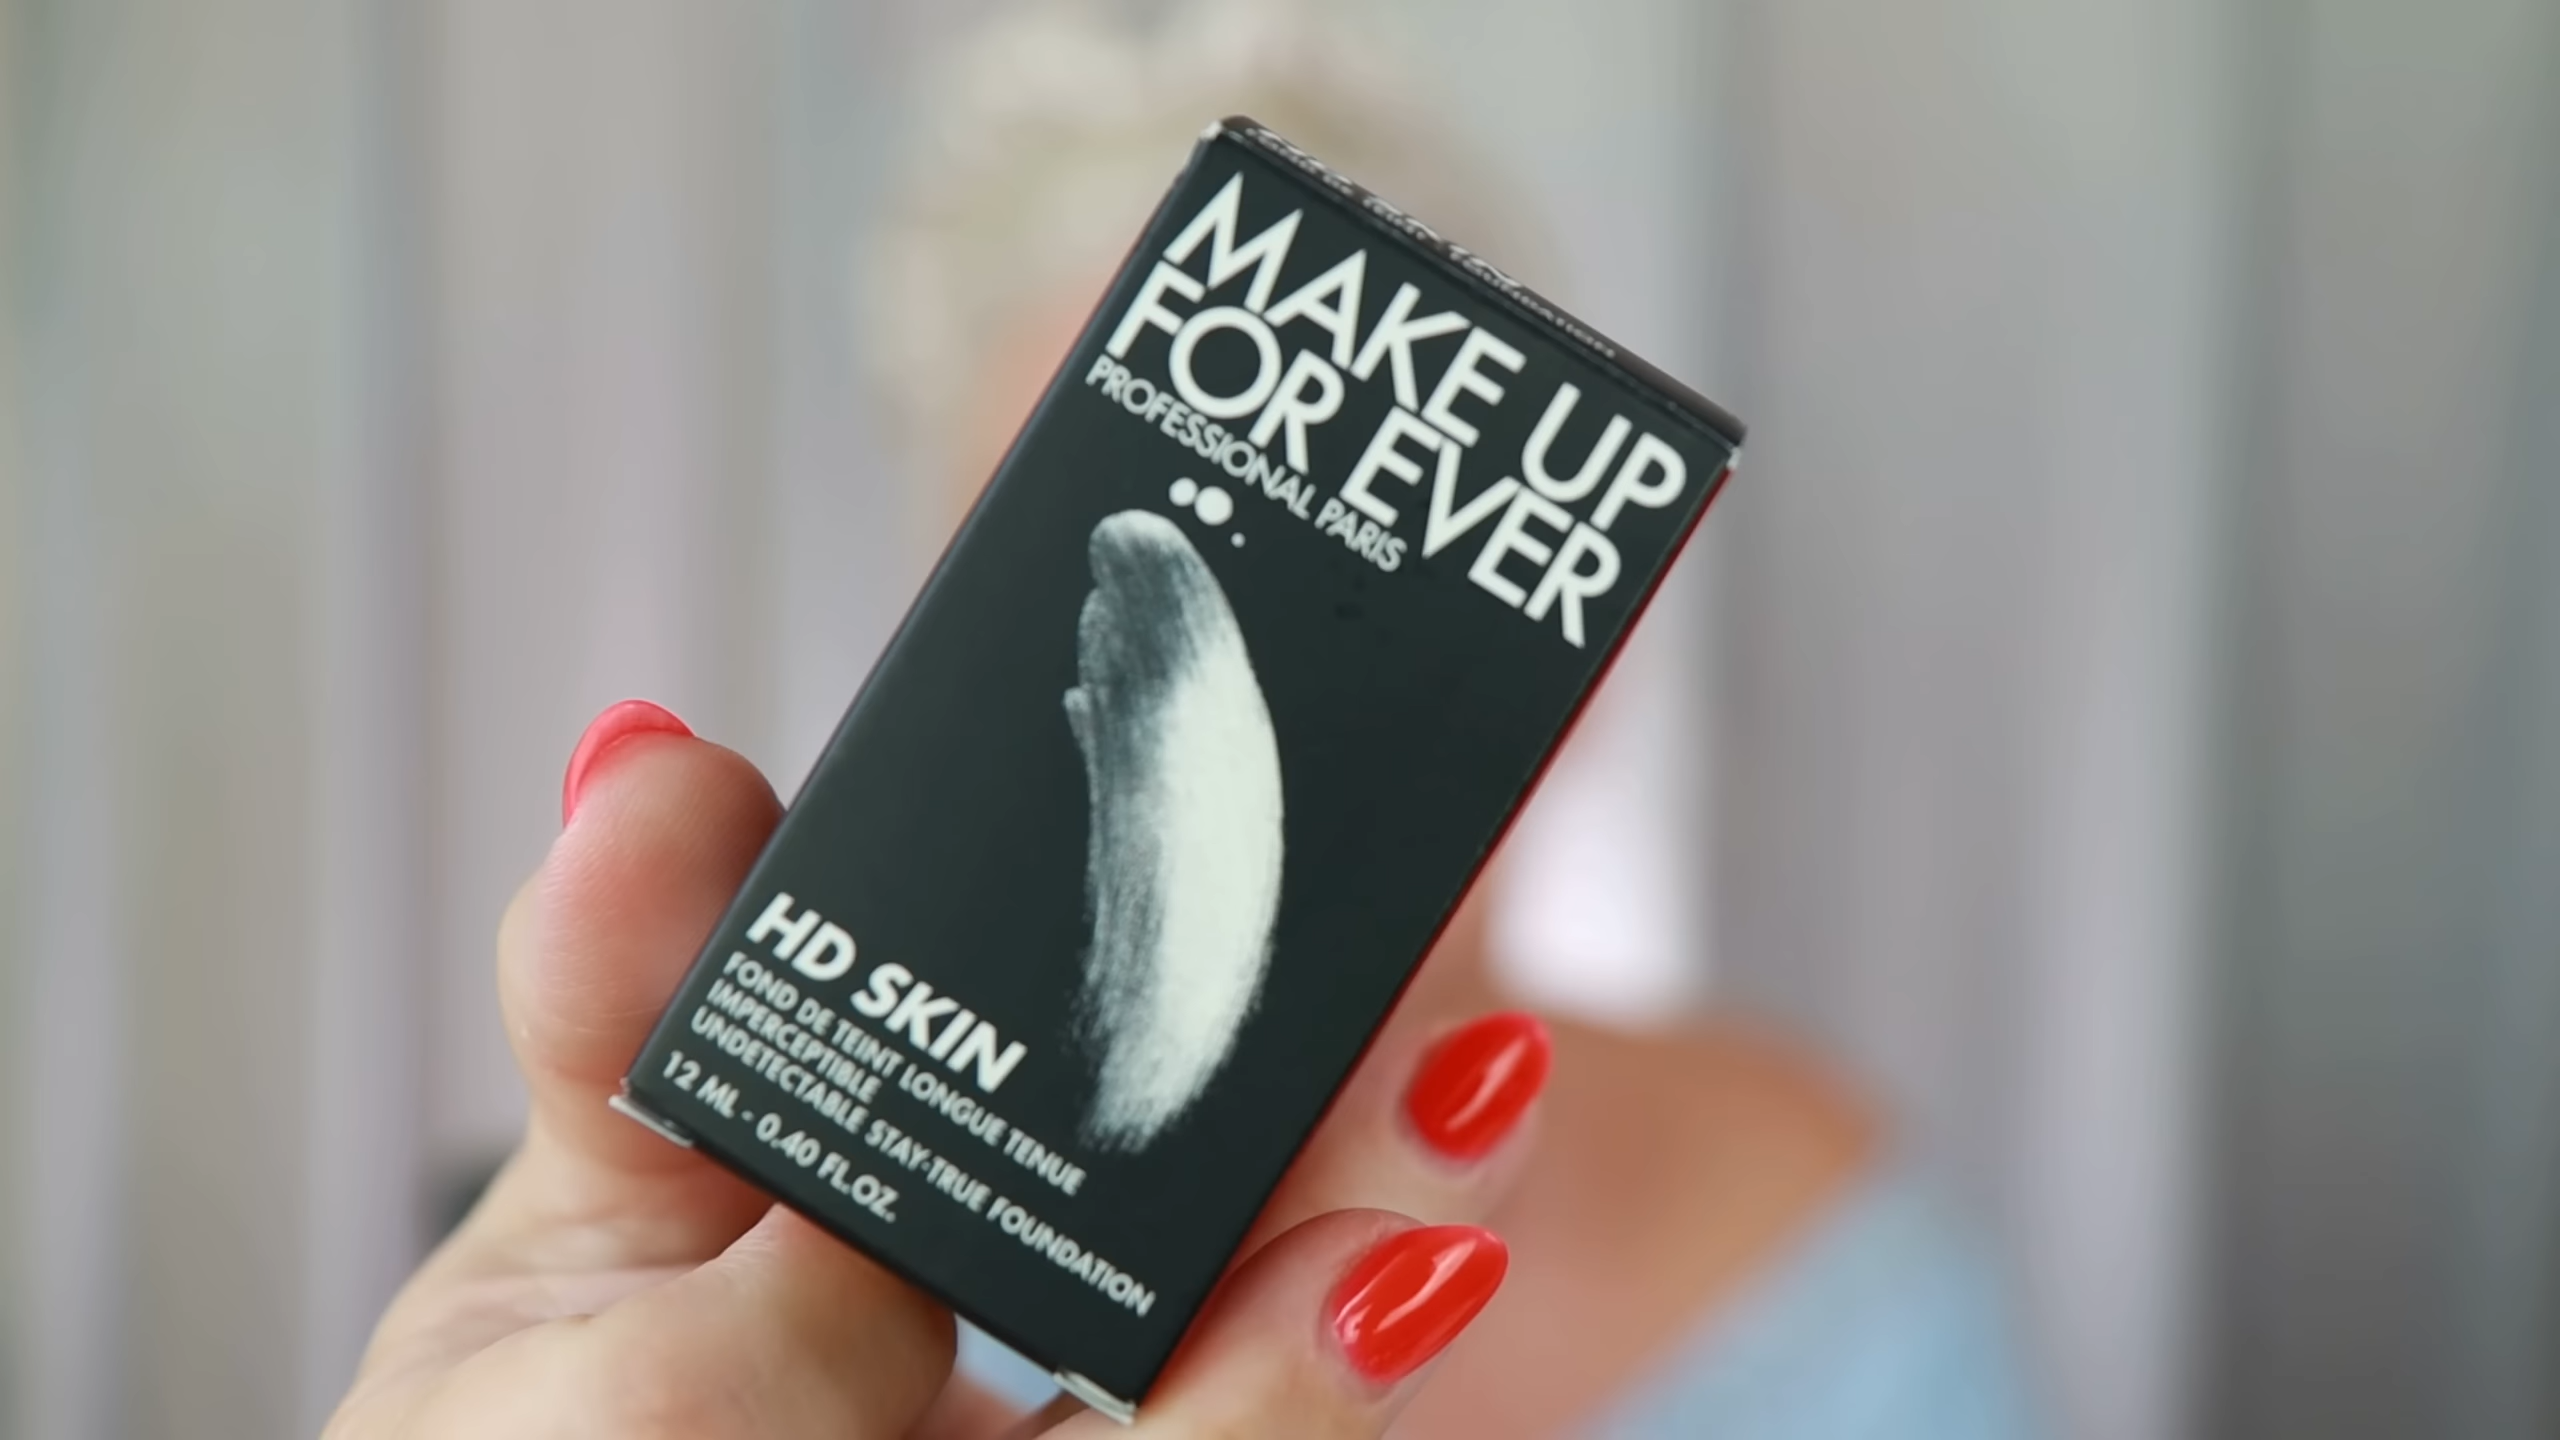 MAKE UP
FOR EVER
PROFESSIONAL PARIS
HD SKIN
FOND DE TEINT LONGUE TENUE
IMPERCEPTIBLE
UNDETECTABLE STAY-TRUE FOUNDATION
12 ML - 0.40 FL.OZ.